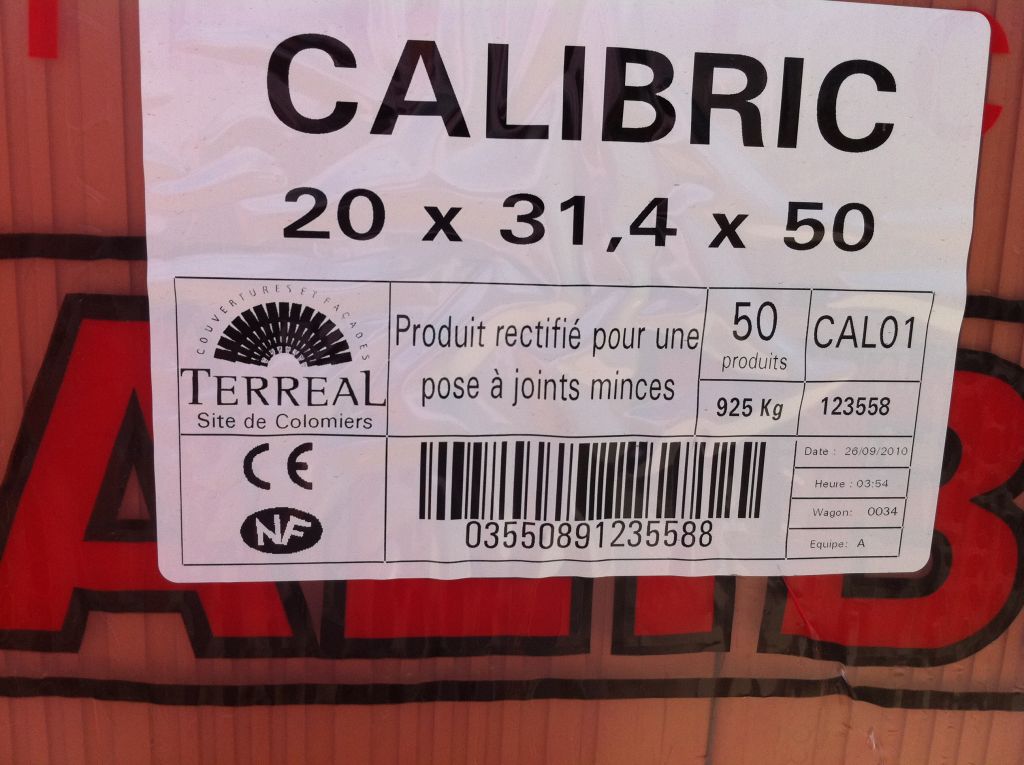 CALIBRIC
20 x 31,4 x 50
COUVERTURES ET FAÇADES
TERREAL
Site de Colomiers
Produit rectifié pour une
pose à joints minces
50
produits
CAL01
925 Kg
123558
CE
NF
03550891235588
Date : 26/09/2010
Heure : 03:54
Wagon: 0034
Equipe: A